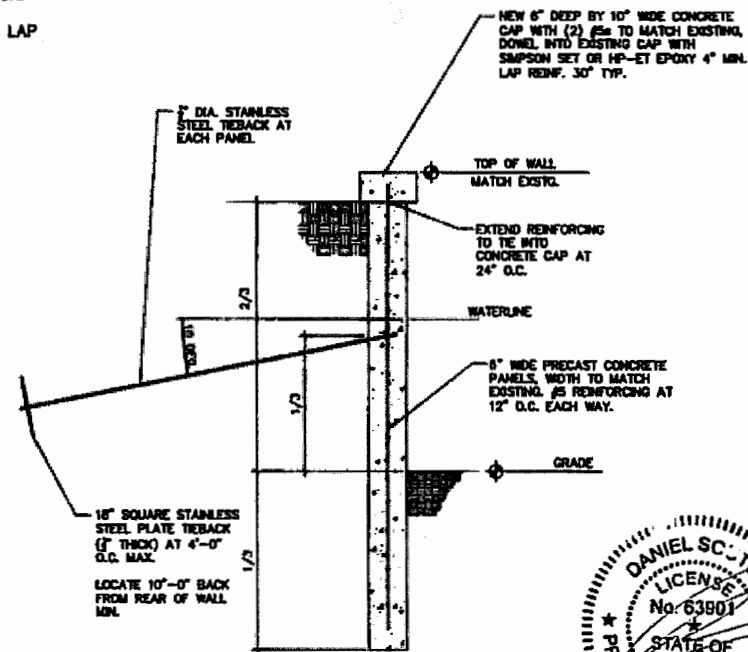 LAP
NEW 6" DEEP BY 10" WIDE CONCRETE
CAP WITH (2) #5s TO MATCH EXISTING,
DOWEL INTO EXISTING CAP WITH
SIMPSON SET OR HP-ET EPOXY 4" MIN.
LAP REINF. 30" TYP.
DIA. STAINLESS
STEEL TIEBACK AT
EACH PANEL
TOP OF WALL
MATCH EXSTG.
EXTEND REINFORCING
TO TIE INTO
CONCRETE CAP AT
24" O.C.
2/3
WATERLINE
10 DEG
1/3
6" WIDE PRECAST CONCRETE
PANELS, WIDTH TO MATCH
EXISTING. #5 REINFORCING AT
12" O.C. EACH WAY.
GRADE
18" SQUARE STAINLESS
STEEL PLATE TIEBACK
THICK) AT 4'-0"
O.C. MAX.
LOCATE 10'-0" BACK
FROM REAR OF WALL
MIN.
1/3
DANIEL SCOT
LICENSE
No. 63901
STATE OF